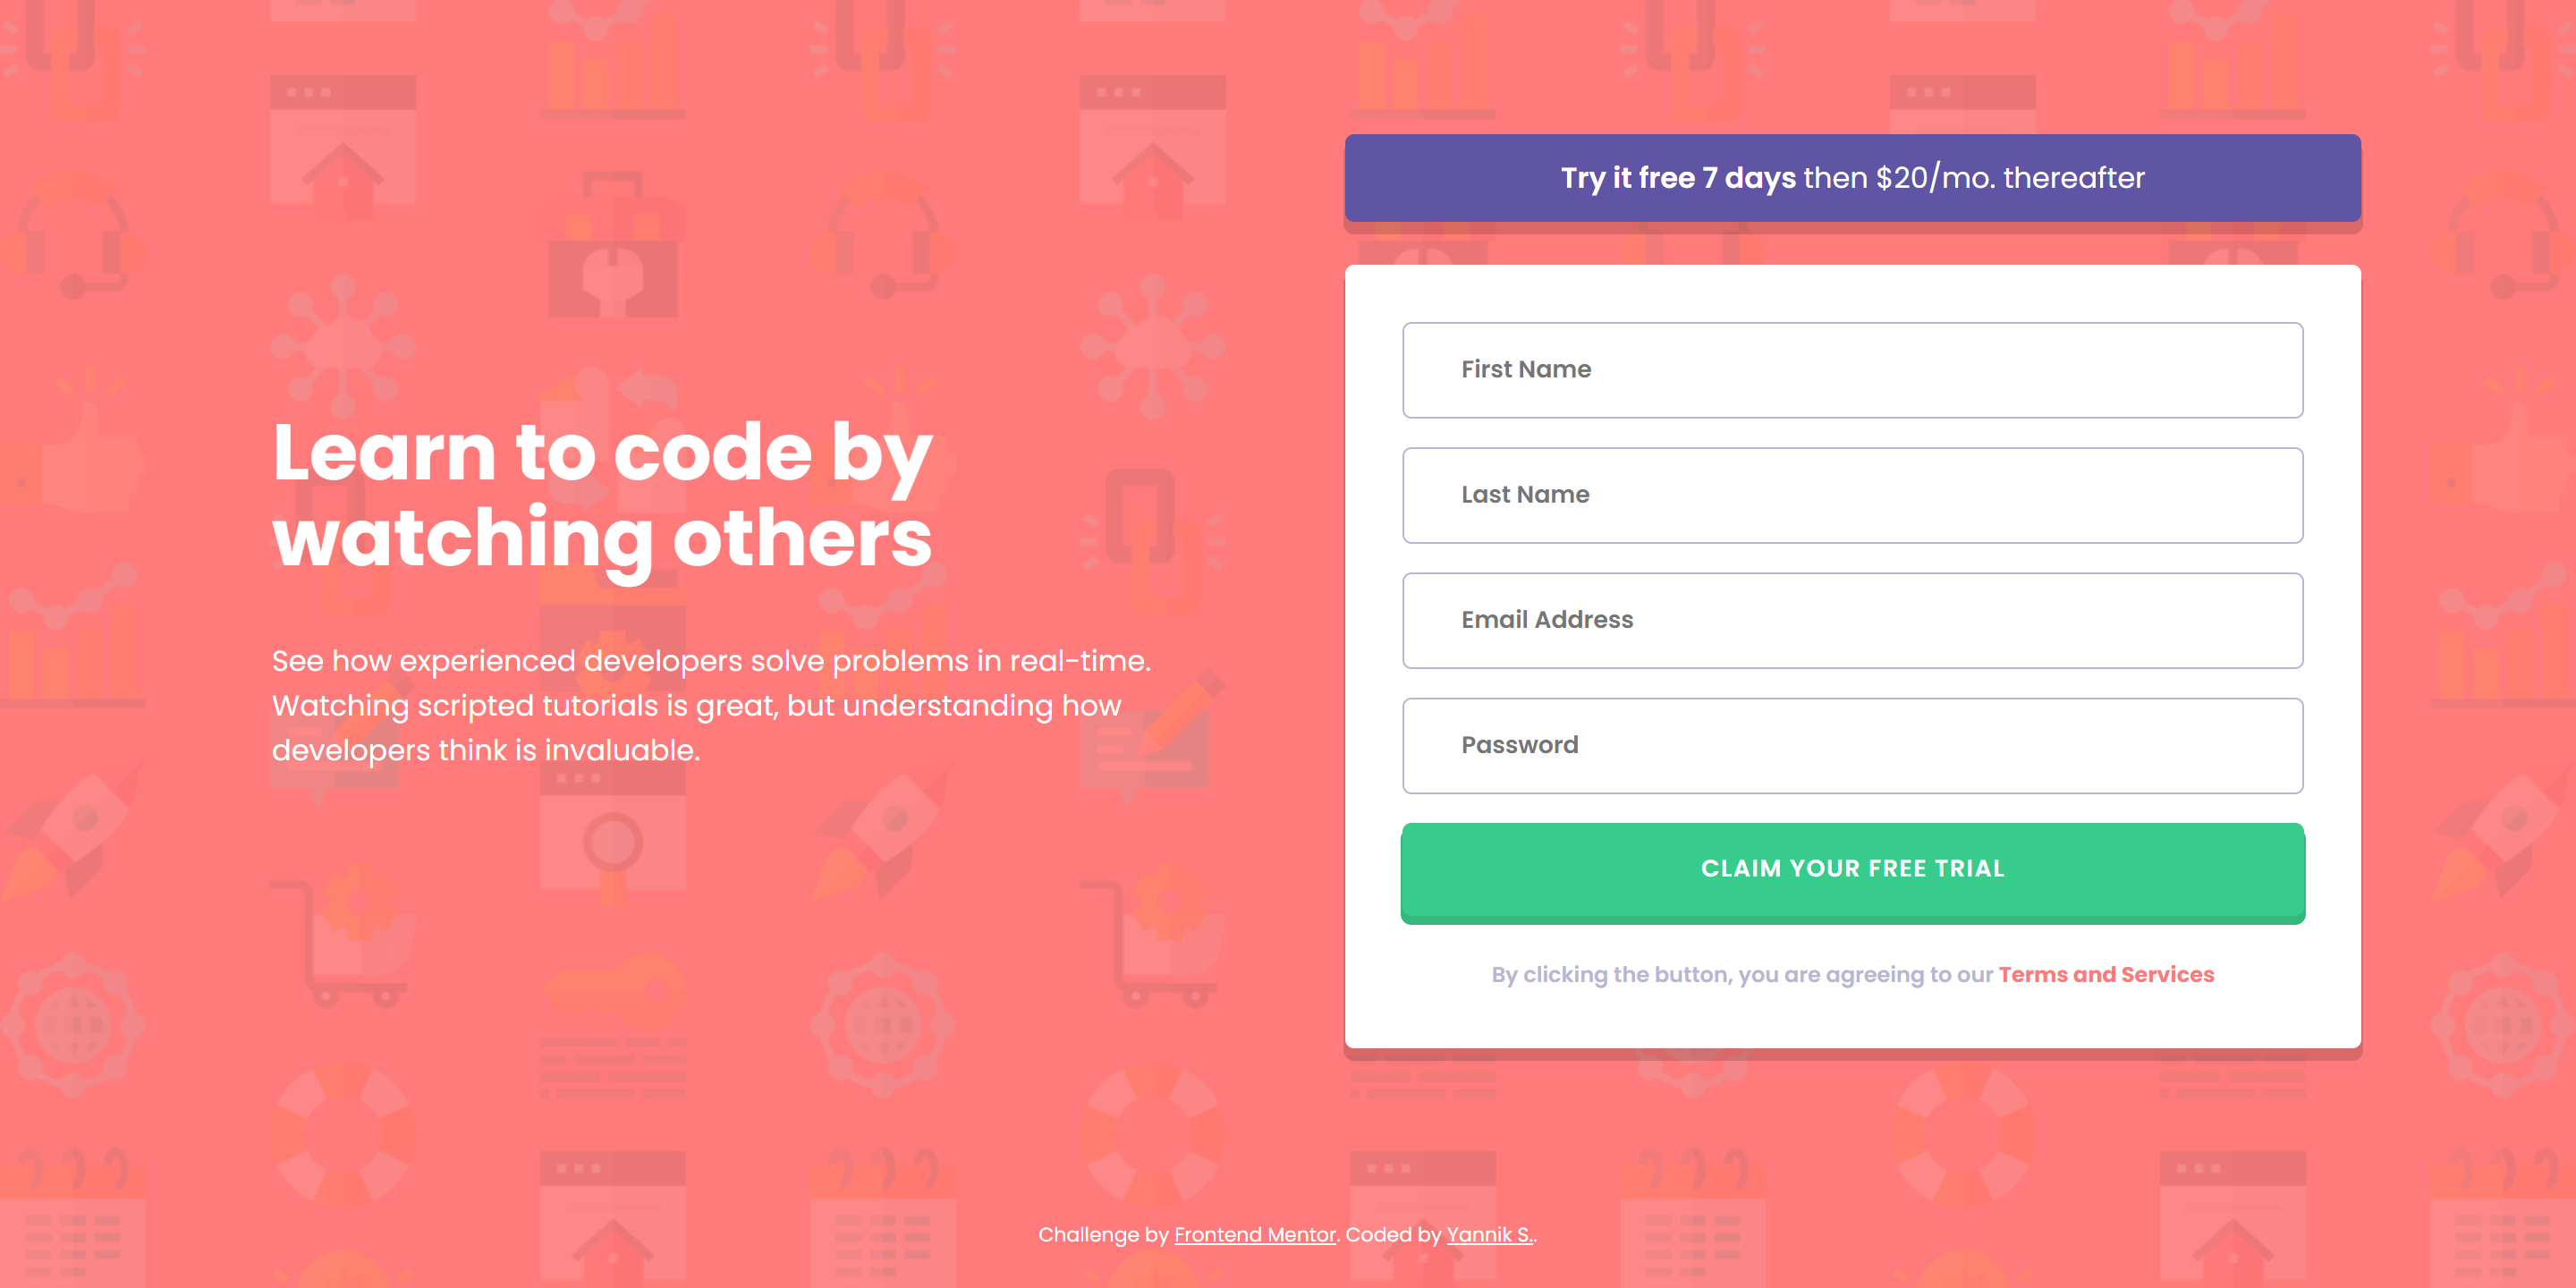 Learn to code by
watching others
See how experienced developers solve problems in real-time.
Watching scripted tutorials is great, but understanding how
developers think is invaluable.
Try it free 7 days then $20/mo. thereafter
First Name
Last Name
Email Address
Password
CLAIM YOUR FREE TRIAL
By clicking the button, you are agreeing to our Terms and Services
Challenge by Frontend Mentor. Coded by Yannik S..